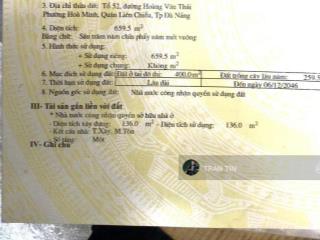 3. Địa chỉ thửa đất: Tổ 52, đường Hoàng Văn Thái
Phường Hoà Minh, Quận Liên Chiểu, Tp Đà Nẵng
4. Diện tích: 659.5 m²
Bằng chữ: Sáu trăm năm chín phẩy năm mét vuông
5. Hình thức sử dụng:
+ Sử dụng riêng: 659.5 m²
+ Sử dụng chung: Không m²
6. Mục đích sử dụng đất: Đất ở tại đô thị: 400.0 m² Đất trồng cây lâu năm: 259.5
7. Thời hạn sử dụng đất: Lâu dài Đến ngày 06/12/2046
8. Nguồn gốc sử dụng đất: Nhà nước công nhận quyền sử dụng đất
III- Tài sản gắn liền với đất
* Nhà nước công nhận sở hữu nhà ở
- Diện tích xây dựng: 136.0 m² - Diện tích sử dụng: 136.0 m²
- Kết cấu nhà: T.Xây, M.Tôn
- Số tầng: Một
IV- Ghi chú
TRẦN TÍN